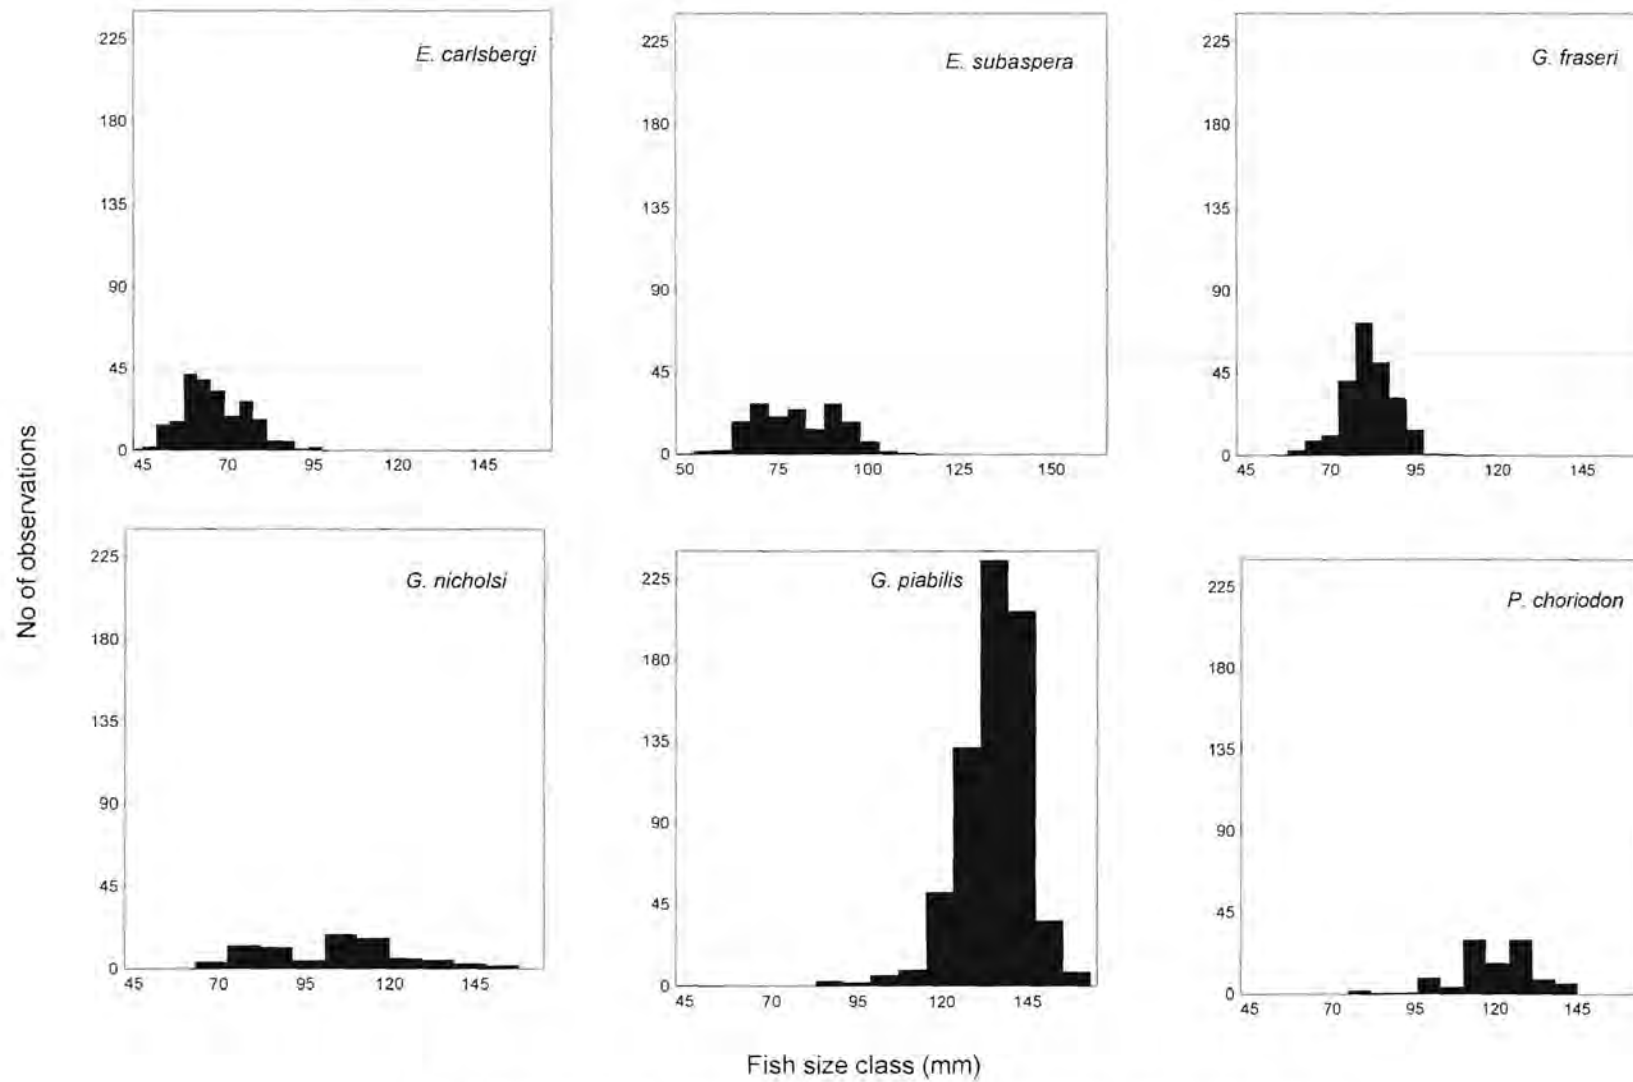 No of observations
E. carlsbergi
225
180
135
90
45
0
45 70 95 120 145
E. subaspera
225
180
135
90
45
0
50 75 100 125 150
G. fraseri
225
180
135
90
45
0
45 70 95 120 145
G. nicholsi
225
180
135
90
45
0
45 70 95 120 145
G. piabilis
225
180
135
90
45
0
45 70 95 120 145
P. choriodon
225
180
135
90
45
0
45 70 95 120 145
Fish size class (mm)